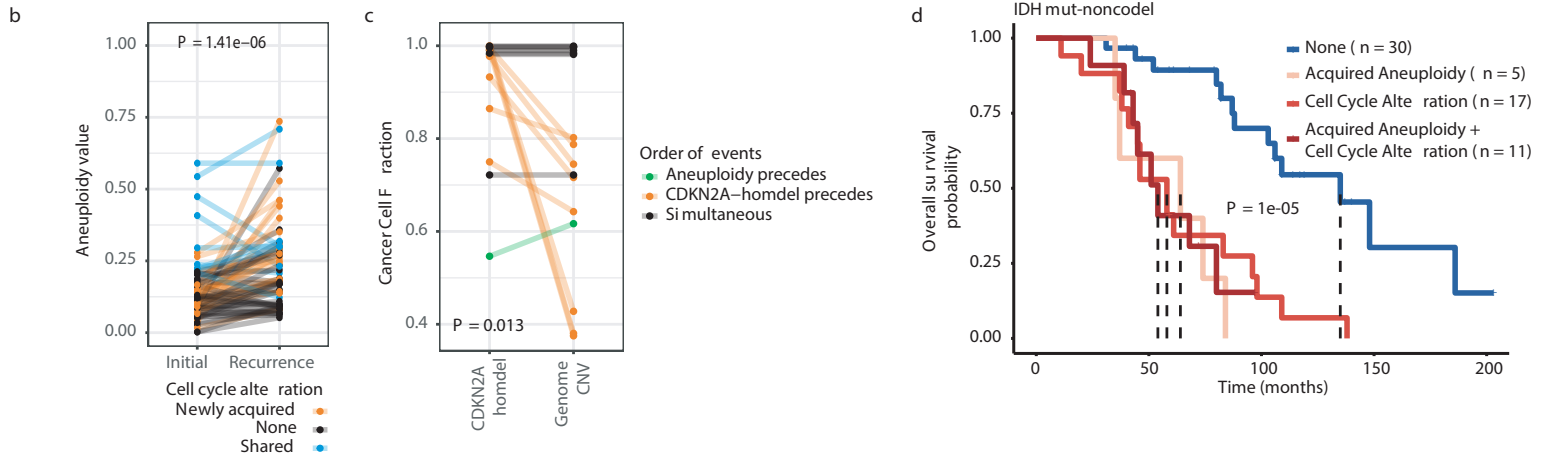 b
P = 1.41e−06
1.00
0.75
0.50
0.25
0.00
Aneuploidy value
Initial
Recurrence
Cell cycle alte ration
Newly acquired
None
Shared
c
1.0
0.8
0.6
0.4
Cancer Cell F raction
P = 0.013
CDKN2A
homdel
Genome
CNV
Order of events
Aneuploidy precedes
CDKN2A−homdel precedes
Si multaneous
d
IDH mut-noncodel
1.00
0.75
0.50
0.25
0.00
Overall su rvival
probability
None ( n = 30)
Acquired Aneuploidy ( n = 5)
Cell Cycle Alte ration (n = 17)
Acquired Aneuploidy +
Cell Cycle Alte ration (n = 11)
P = 1e-05
0
50
100
150
200
Time (months)